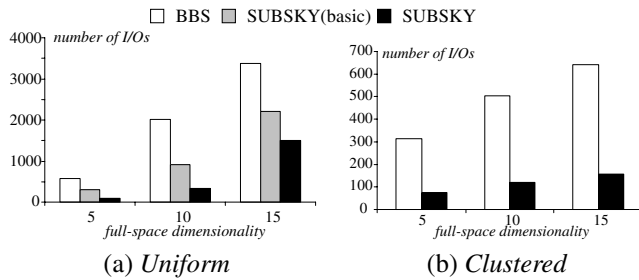 BBS SUBSKY(basic) SUBSKY
number of I/Os
4000
3000
2000
1000
0
5 10 15
full-space dimensionality
(a) Uniform
number of I/Os
700
600
500
400
300
200
100
0
5 10 15
full-space dimensionality
(b) Clustered